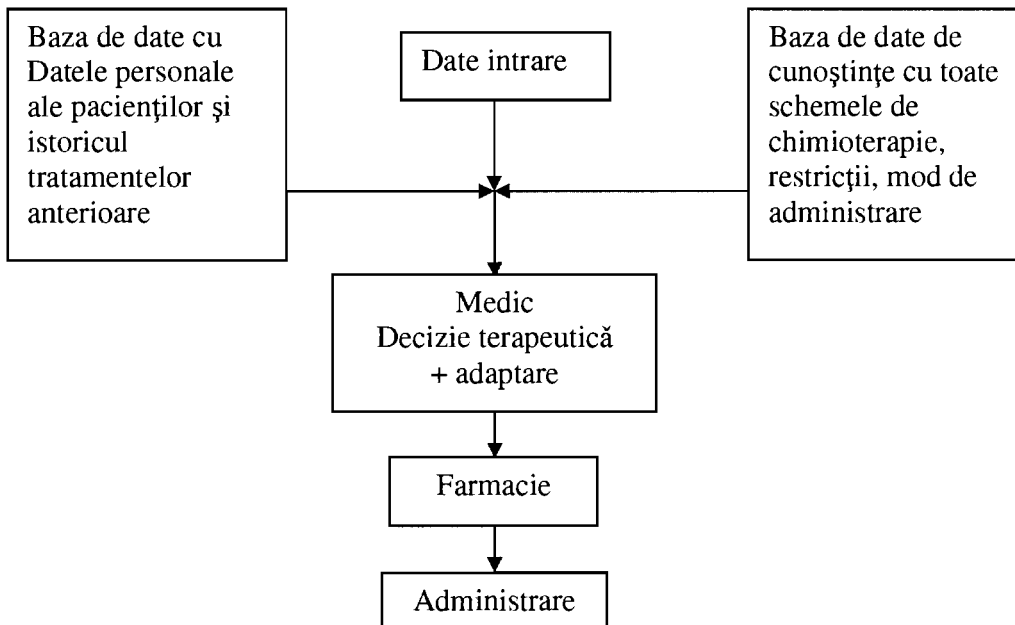 Baza de date cu
Datele personale
ale pacienţilor şi
istoricul
tratamentelor
anterioare
Date intrare
Baza de date de
cunoştinţe cu toate
schemele de
chimioterapie,
restricţii, mod de
administrare
Medic
Decizie terapeutică
+ adaptare
Farmacie
Administrare